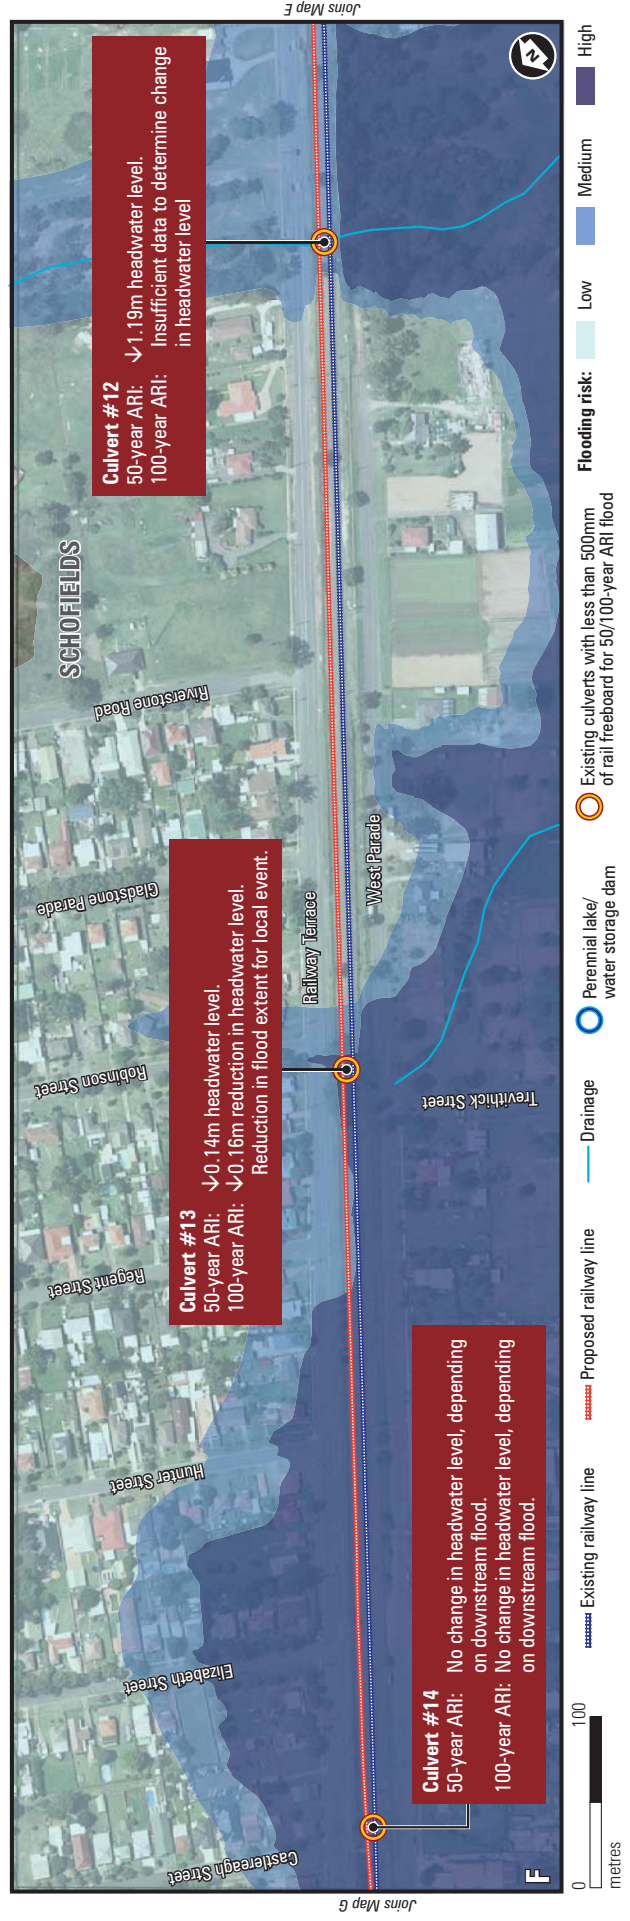 Joins Map E
Culvert #12
50-year ARI: ↓1.19m headwater level.
100-year ARI: Insufficient data to determine change
in headwater level
SCHOFIELDS
Riverstone Road
Gladstone Parade
Robinson Street
Regent Street
Hunter Street
Elizabeth Street
Castlereagh Street
Railway Terrace
West Parade
Trevithick Street
Culvert #13
50-year ARI: ↓0.14m headwater level.
100-year ARI: ↓0.16m reduction in headwater level.
Reduction in flood extent for local event.
Culvert #14
50-year ARI: No change in headwater level, depending
on downstream flood.
100-year ARI: No change in headwater level, depending
on downstream flood.
F
N
Joins Map G
0 100
metres
Existing railway line
Proposed railway line
Drainage
Perennial lake/
water storage dam
Existing culverts with less than 500mm
of rail freeboard for 50/100-year ARI flood
Flooding risk:
Low
Medium
High